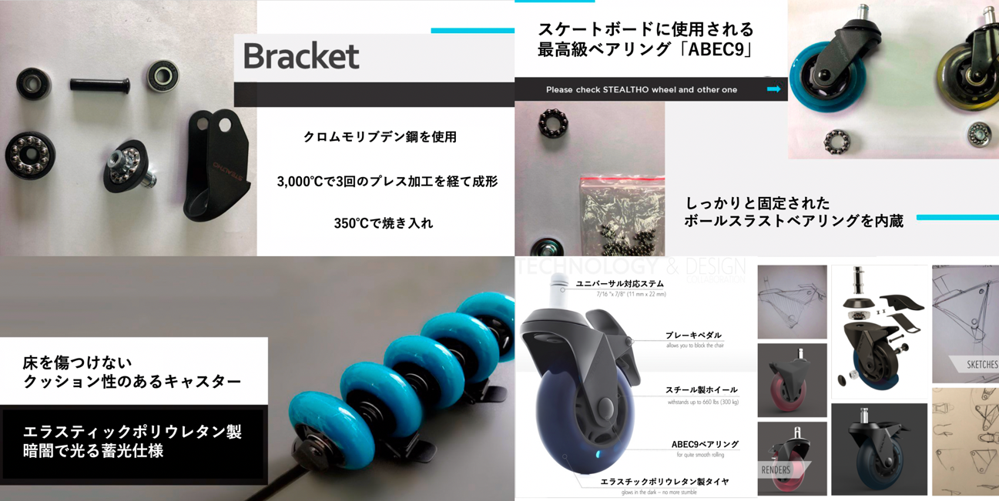 Bracket
クロムモリブデン鋼を使用
3,000℃で3回のプレス加工を経て成形
350℃で焼き入れ
STEALTHO
スケートボードに使用される
最高級ベアリング「ABEC9」
Please check STEALTHO wheel and other one
しっかりと固定された
ボールスラストベアリングを内蔵
床を傷つけない
クッション性のあるキャスター
エラスティックポリウレタン製
暗闇で光る蓄光仕様
TECHNOLOGY & DESIGN
COLLABORATION
ユニバーサル対応ステム
7/16 "x 7/8" (11 mm x 22 mm)
ブレーキペダル
allows you to block the chair
スチール製ホイール
withstands up to 660 lbs (300 kg)
ABEC9ベアリング
for quite smooth rolling
エラスチックポリウレタン製タイヤ
glows in the dark – no more stumble
SKETCHES
RENDERS